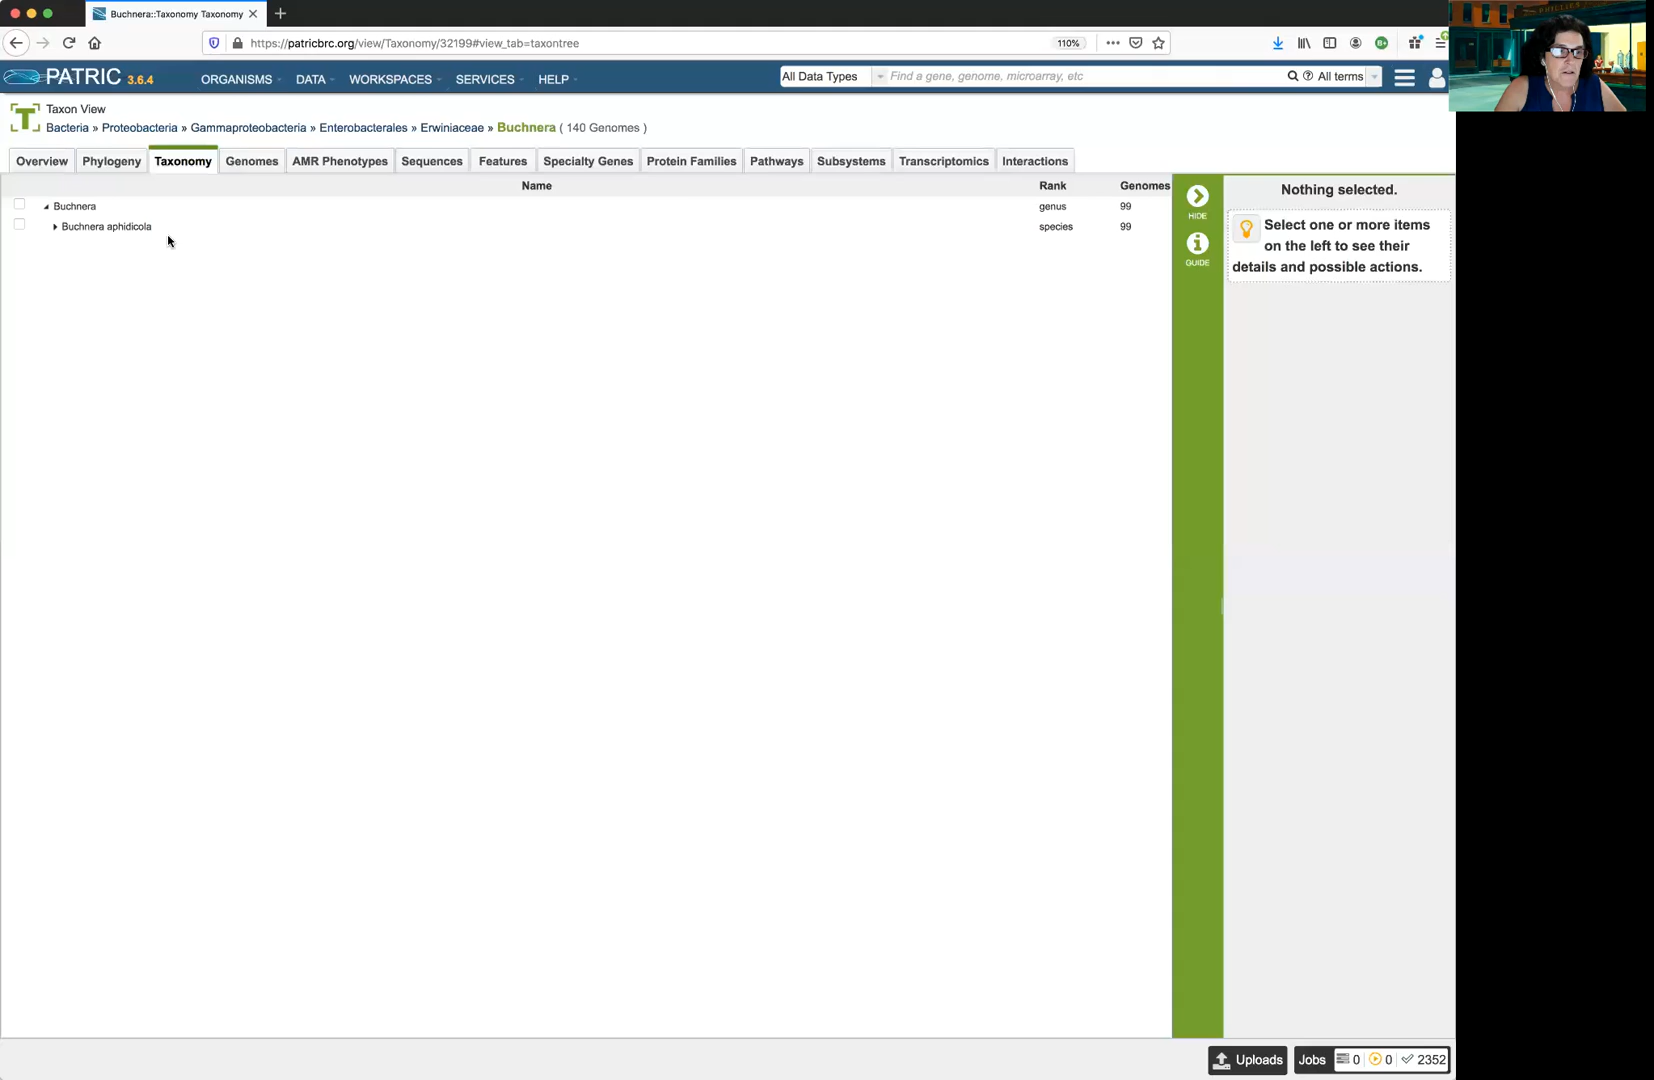 Buchnera::Taxonomy Taxonomy
https://patricbrc.org/view/Taxonomy/32199#view_tab=taxontree
110%
PATRIC 3.6.4 ORGANISMS DATA WORKSPACES SERVICES HELP All Data Types Find a gene, genome, microarray, etc All terms
Taxon View
Bacteria » Proteobacteria » Gammaproteobacteria » Enterobacterales » Erwiniaceae » Buchnera ( 140 Genomes )
Overview Phylogeny Taxonomy Genomes AMR Phenotypes Sequences Features Specialty Genes Protein Families Pathways Subsystems Transcriptomics Interactions
Name Rank Genomes
Buchnera genus 99
Buchnera aphidicola species 99
HIDE
GUIDE
Nothing selected.
Select one or more items
on the left to see their
details and possible actions.
Uploads Jobs 0 0 2352
PHILLIES